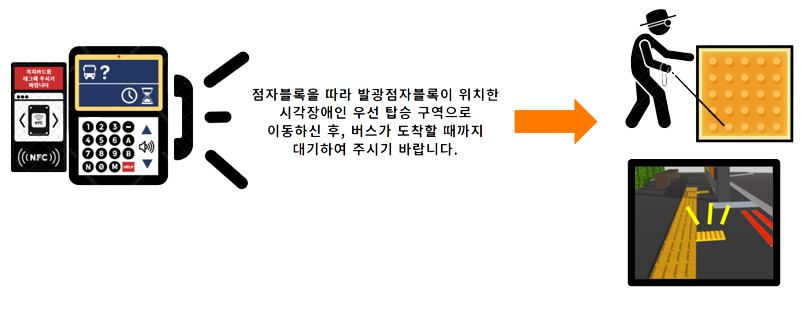 복지카드를
태그해 주시기
바랍니다
NFC
(NFC)
?
1 2 3 –
4 5 6 A
7 8 9 B
N 0 M HELP
점자블록을 따라 발광점자블록이 위치한
시각장애인 우선 탑승 구역으로
이동하신 후, 버스가 도착할 때까지
대기하여 주시기 바랍니다.